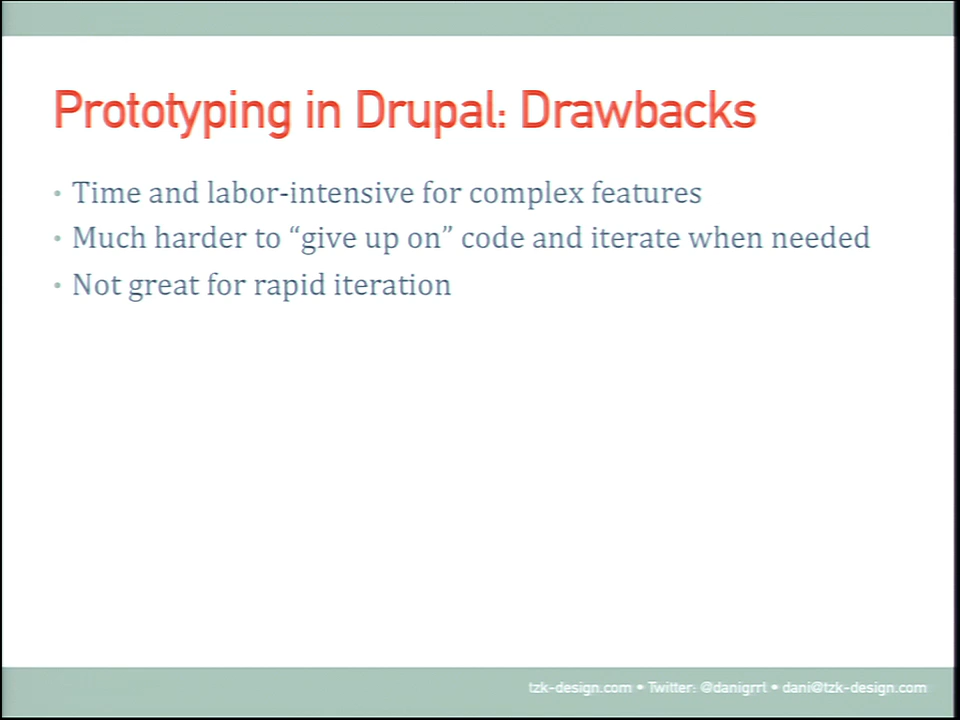 Prototyping in Drupal: Drawbacks
• Time and labor-intensive for complex features
• Much harder to “give up on” code and iterate when needed
• Not great for rapid iteration
tzk-design.com • Twitter: @danigrrl • dani@tzk-design.com